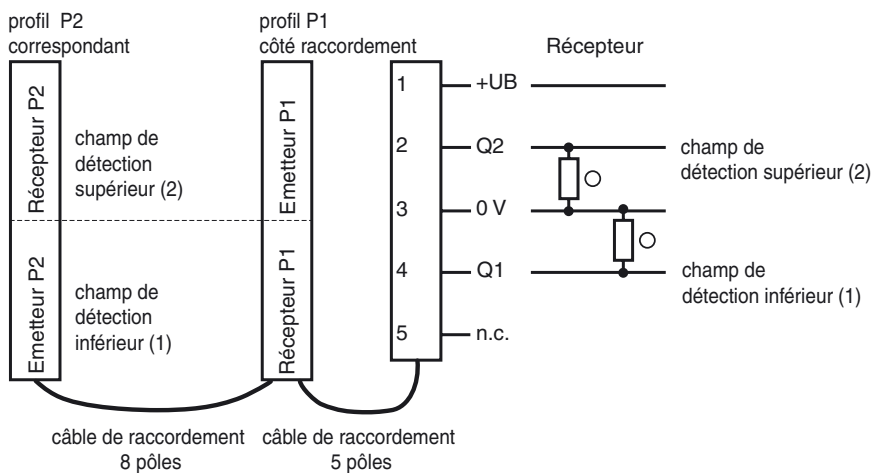 profil P2
correspondant
profil P1
côté raccordement
Récepteur
Récepteur P2
Emetteur P2
champ de
détection
supérieur (2)
champ de
détection
inférieur (1)
Emetteur P1
Récepteur P1
1
+UB
2
Q2
3
0 V
4
Q1
5
n.c.
champ de
détection supérieur (2)
champ de
détection inférieur (1)
câble de raccordement
8 pôles
câble de raccordement
5 pôles